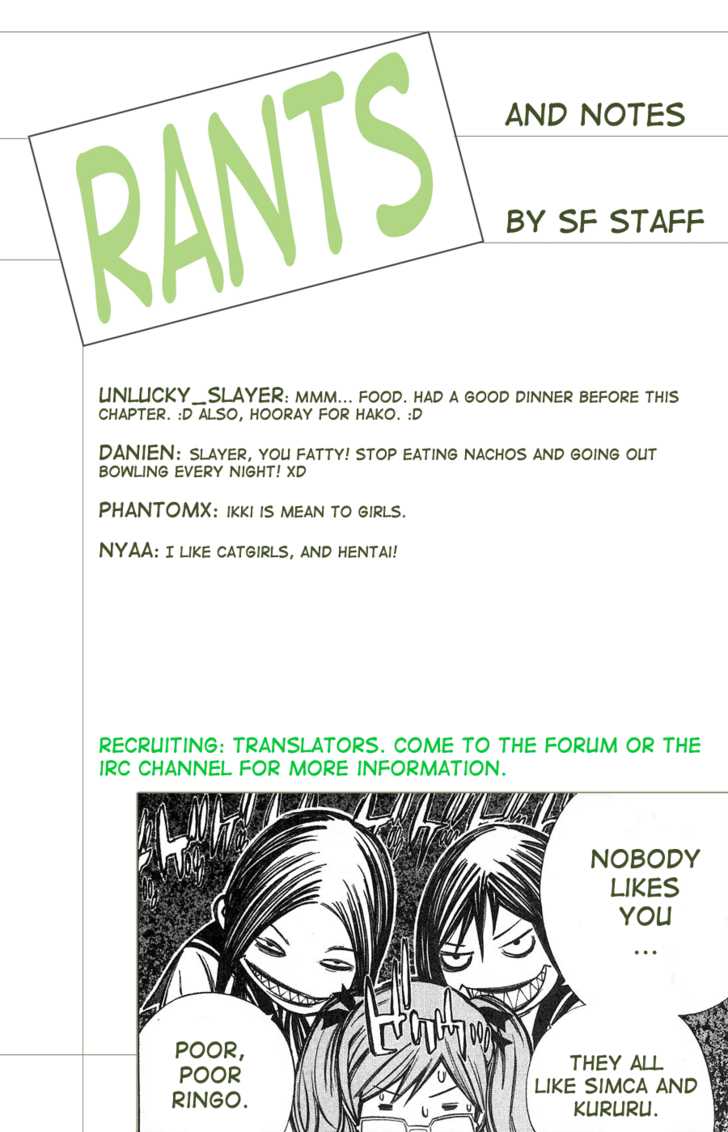 RANTS
AND NOTES
BY SF STAFF
UNLUCKY_SLAYER: MMM... FOOD. HAD A GOOD DINNER BEFORE THIS
CHAPTER. :D ALSO, HOORAY FOR HAKO. :D
DANIEN: SLAYER, YOU FATTY! STOP EATING NACHOS AND GOING OUT
BOWLING EVERY NIGHT! XD
PHANTOMX: IKKI IS MEAN TO GIRLS.
NYAA: I LIKE CATGIRLS, AND HENTAI!
RECRUITING: TRANSLATORS. COME TO THE FORUM OR THE
IRC CHANNEL FOR MORE INFORMATION.
NOBODY
LIKES
YOU
...
THEY ALL
LIKE SIMCA AND
KURURU.
POOR,
POOR
RINGO.